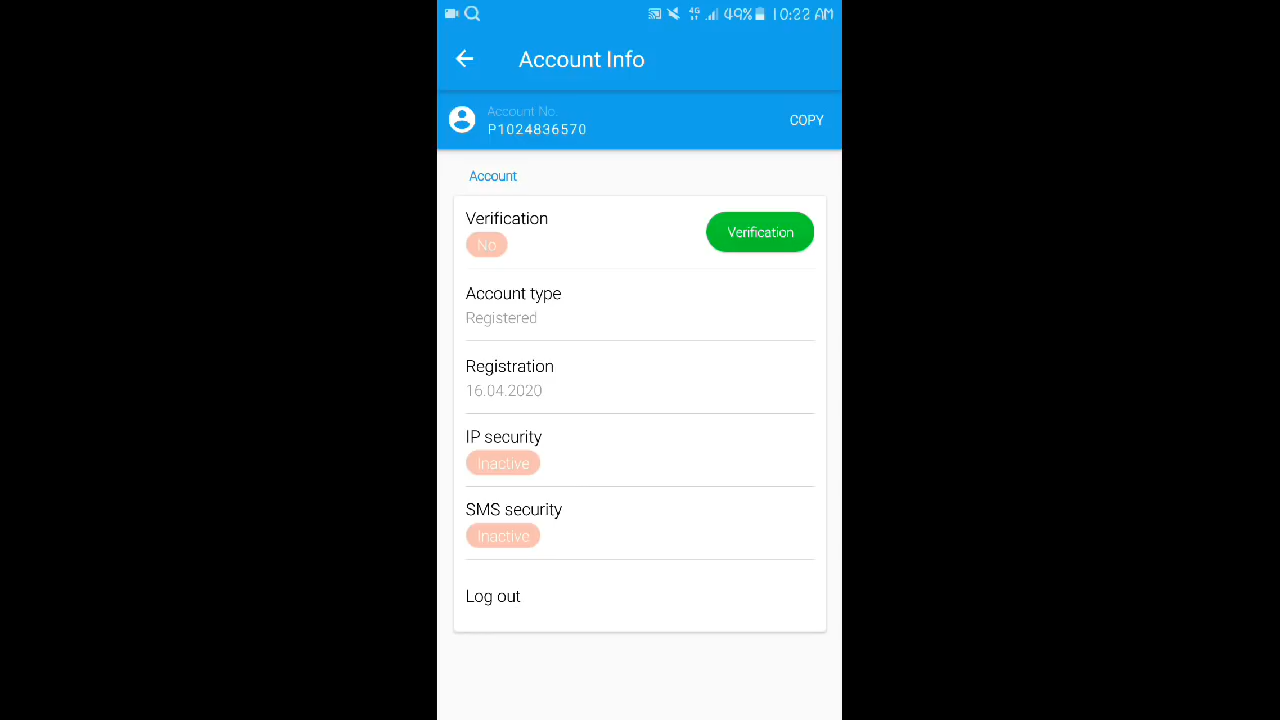 4G 49% 10:22 AM
Account Info
Account No.
P1024836570
COPY
Account
Verification
No
Verification
Account type
Registered
Registration
16.04.2020
IP security
Inactive
SMS security
Inactive
Log out